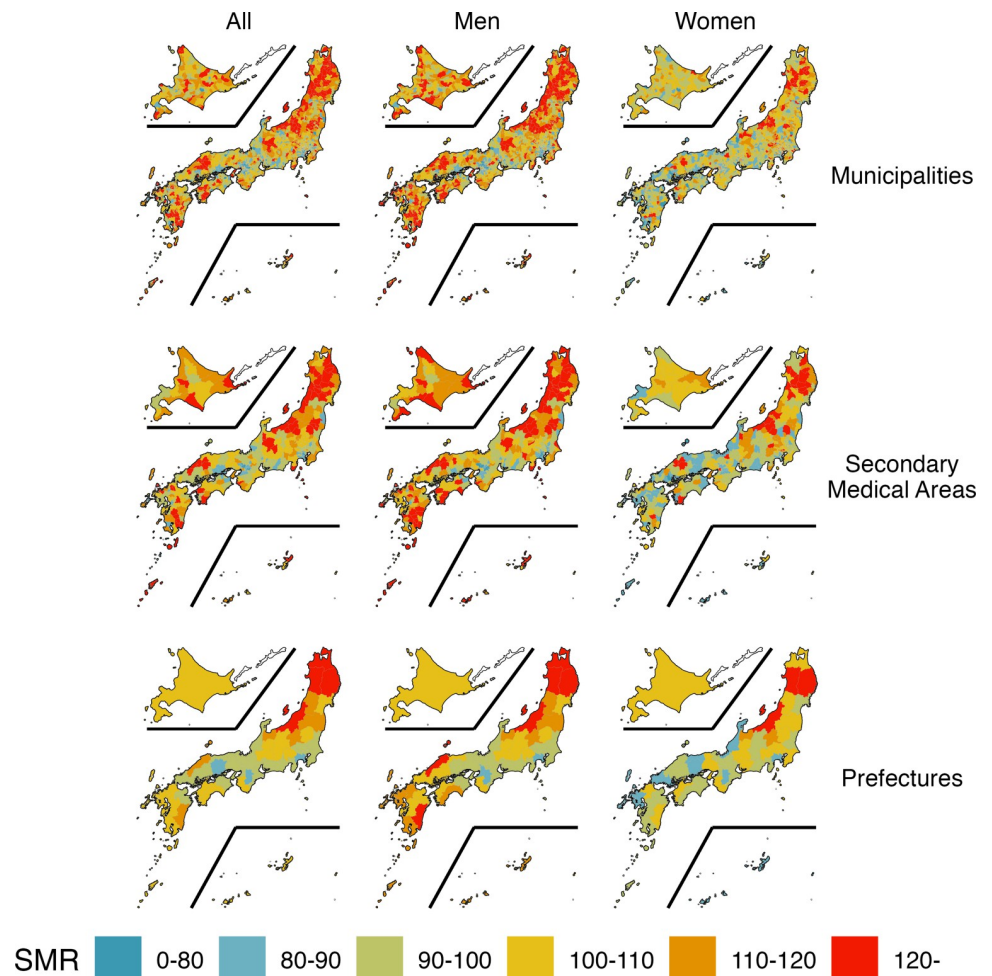 All Men Women
Municipalities
Secondary
Medical Areas
Prefectures
SMR 0-80 80-90 90-100 100-110 110-120 120-